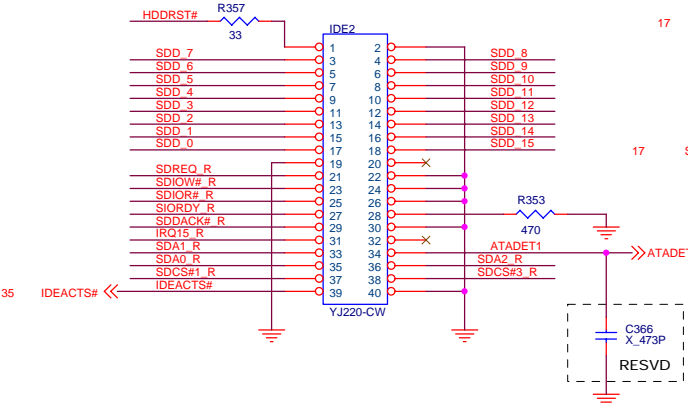 HDDRST#
R357
33
17
IDE2
1 2
SDD_7 3 4 SDD_8
SDD_6 5 6 SDD_9
SDD_5 7 8 SDD_10
SDD_4 9 10 SDD_11
SDD_3 11 12 SDD_12
SDD_2 13 14 SDD_13
SDD_1 15 16 SDD_14
SDD_0 17 18 SDD_15
17 S
19 20
SDREQ_R 21 22
SDIOW#_R 23 24
SDIOR#_R 25 26
SIORDY_R 27 28
R353
470
SDDACK#_R 29 30
IRQ15_R 31 32
SDA1_R 33 34 ATADET1 ATADET
SDA0_R 35 36 SDA2_R
SDCS#1_R 37 38 SDCS#3_R
35 IDEACTS# IDEACTS# 39 40
YJ220-CW
C366
X_473P
RESVD